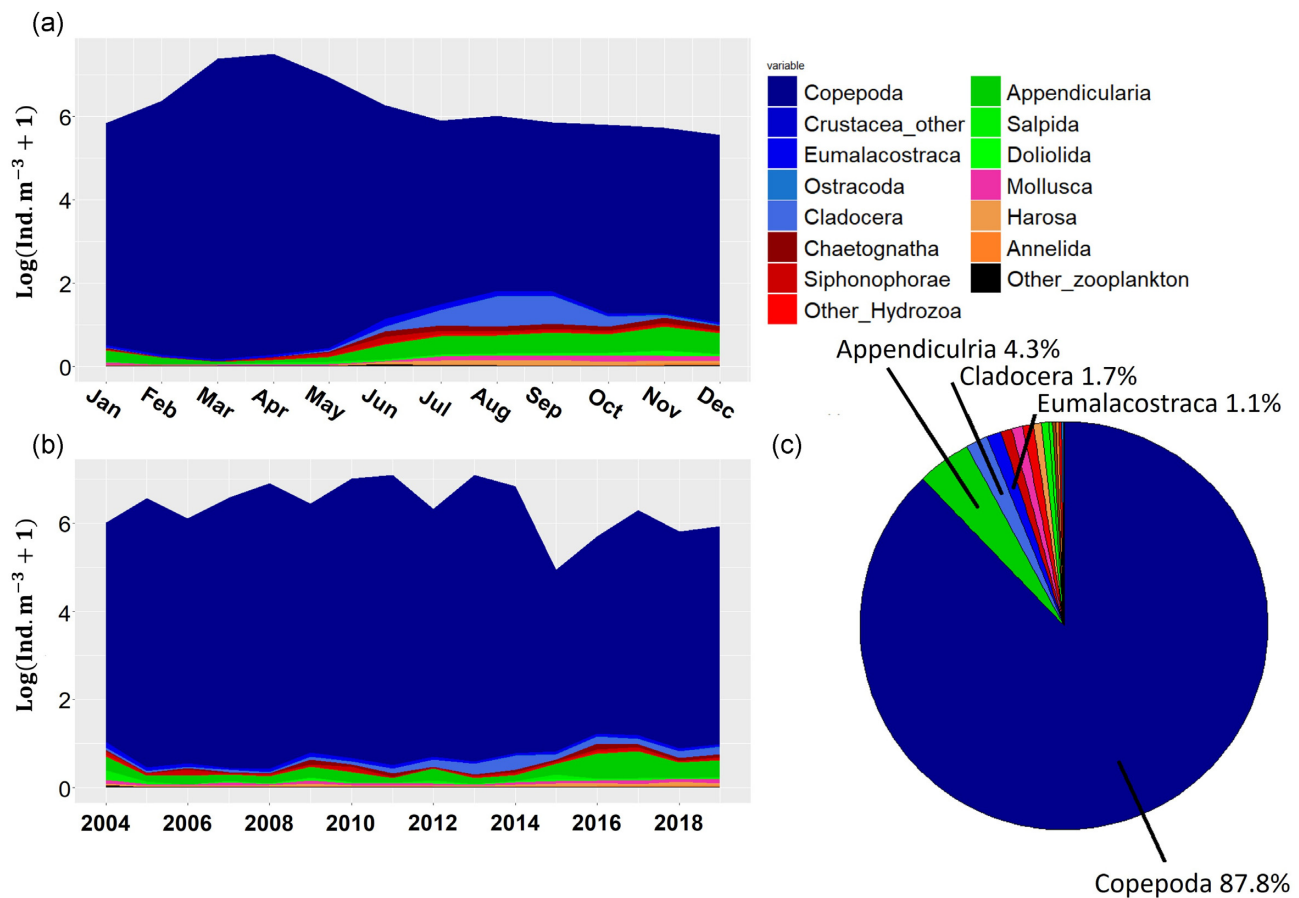 (a)
Log(Ind. m⁻³ + 1)
6
4
2
0
Jan Feb Mar Apr May Jun Jul Aug Sep Oct Nov Dec
variable
Copepoda
Crustacea_other
Eumalacostraca
Ostracoda
Cladocera
Chaetognatha
Siphonophorae
Other_Hydrozoa
Appendicularia
Salpida
Doliolida
Mollusca
Harosa
Annelida
Other_zooplankton
(b)
Log(Ind. m⁻³ + 1)
6
4
2
0
2004 2006 2008 2010 2012 2014 2016 2018
(c)
Appendiculria 4.3%
Cladocera 1.7%
Eumalacostraca 1.1%
Copepoda 87.8%